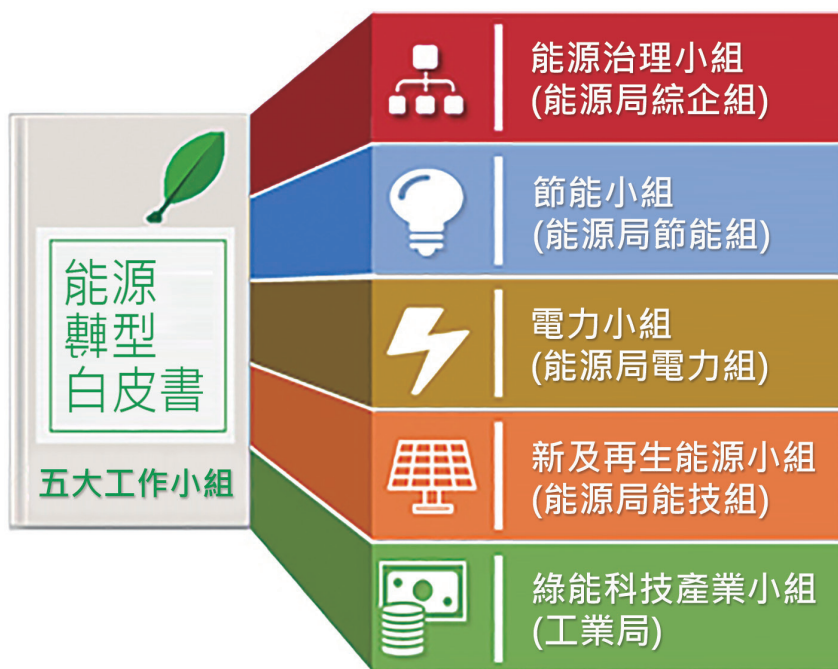 能源
轉型
白皮書
五大工作小組
能源治理小組
(能源局綜企組)
節能小組
(能源局節能組)
電力小組
(能源局電力組)
新及再生能源小組
(能源局能技組)
綠能科技產業小組
(工業局)